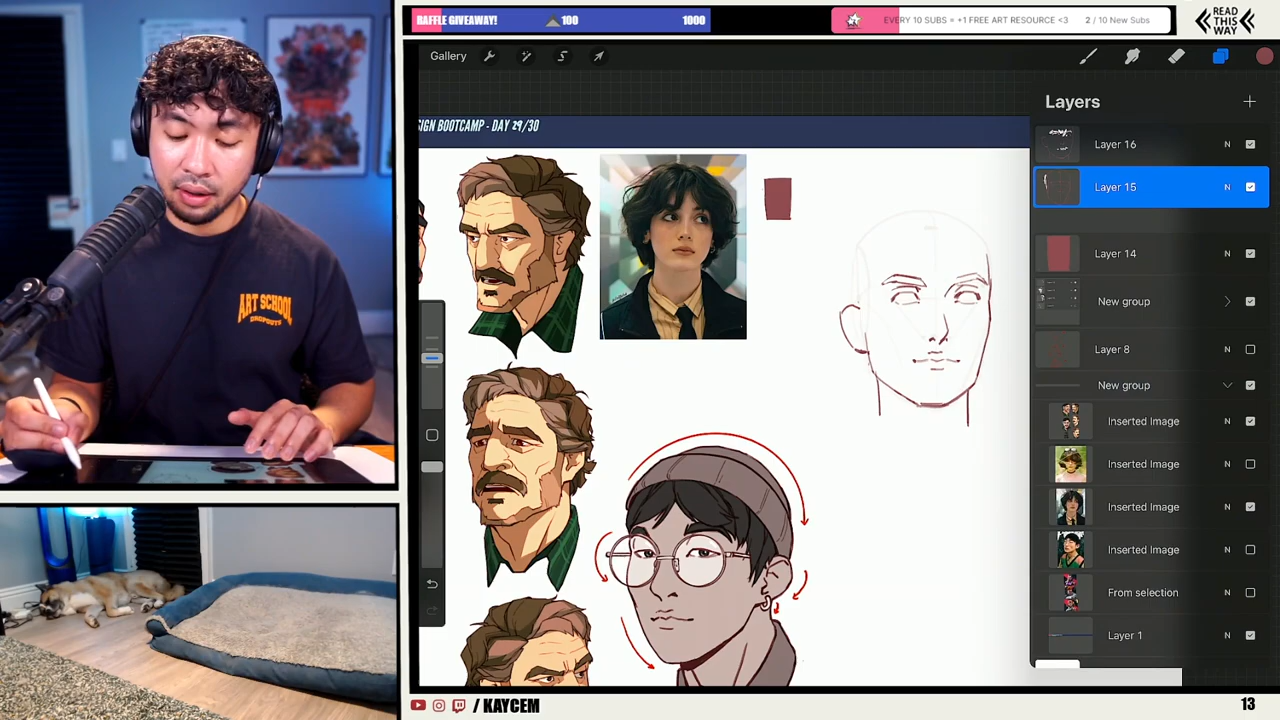 RAFFLE GIVEAWAY!
100
1000
EVERY 10 SUBS = +1 FREE ART RESOURCE <3
2 / 10 New Subs
READ
THIS
WAY
Gallery
SIGN BOOTCAMP - DAY 29/30
Layers
Layer 16
N
Layer 15
N
Layer 14
N
New group
Layer 8
N
New group
Inserted Image
N
Inserted Image
N
Inserted Image
N
Inserted Image
N
From selection
N
Layer 1
N
ART SCHOOL
DROPOUTS
/ KAYCEM
13